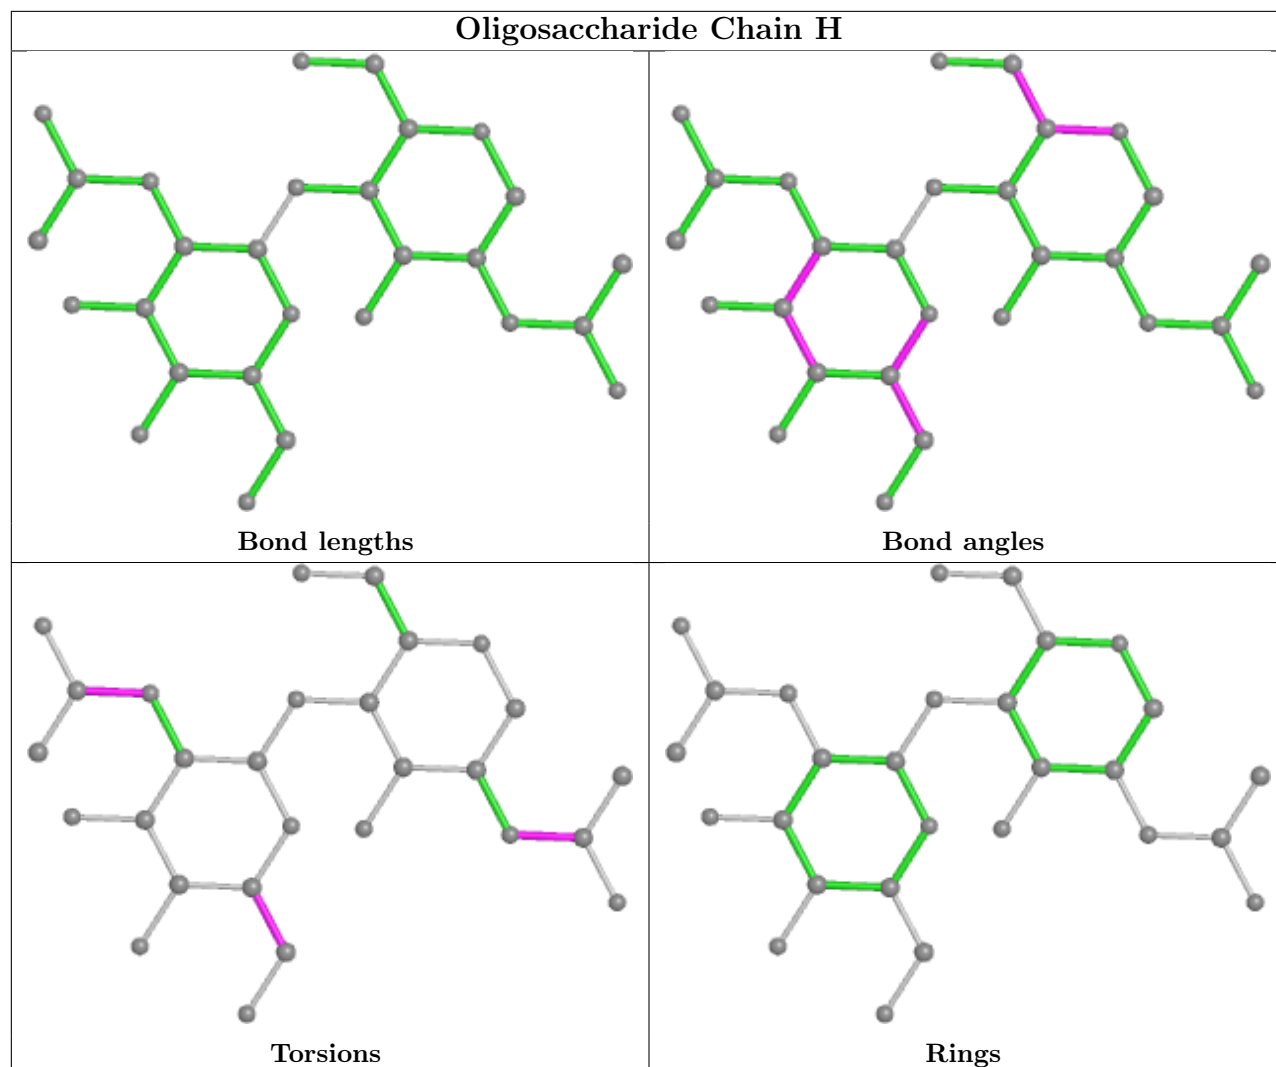 Oligosaccharide Chain H
Bond lengths
Bond angles
Torsions
Rings